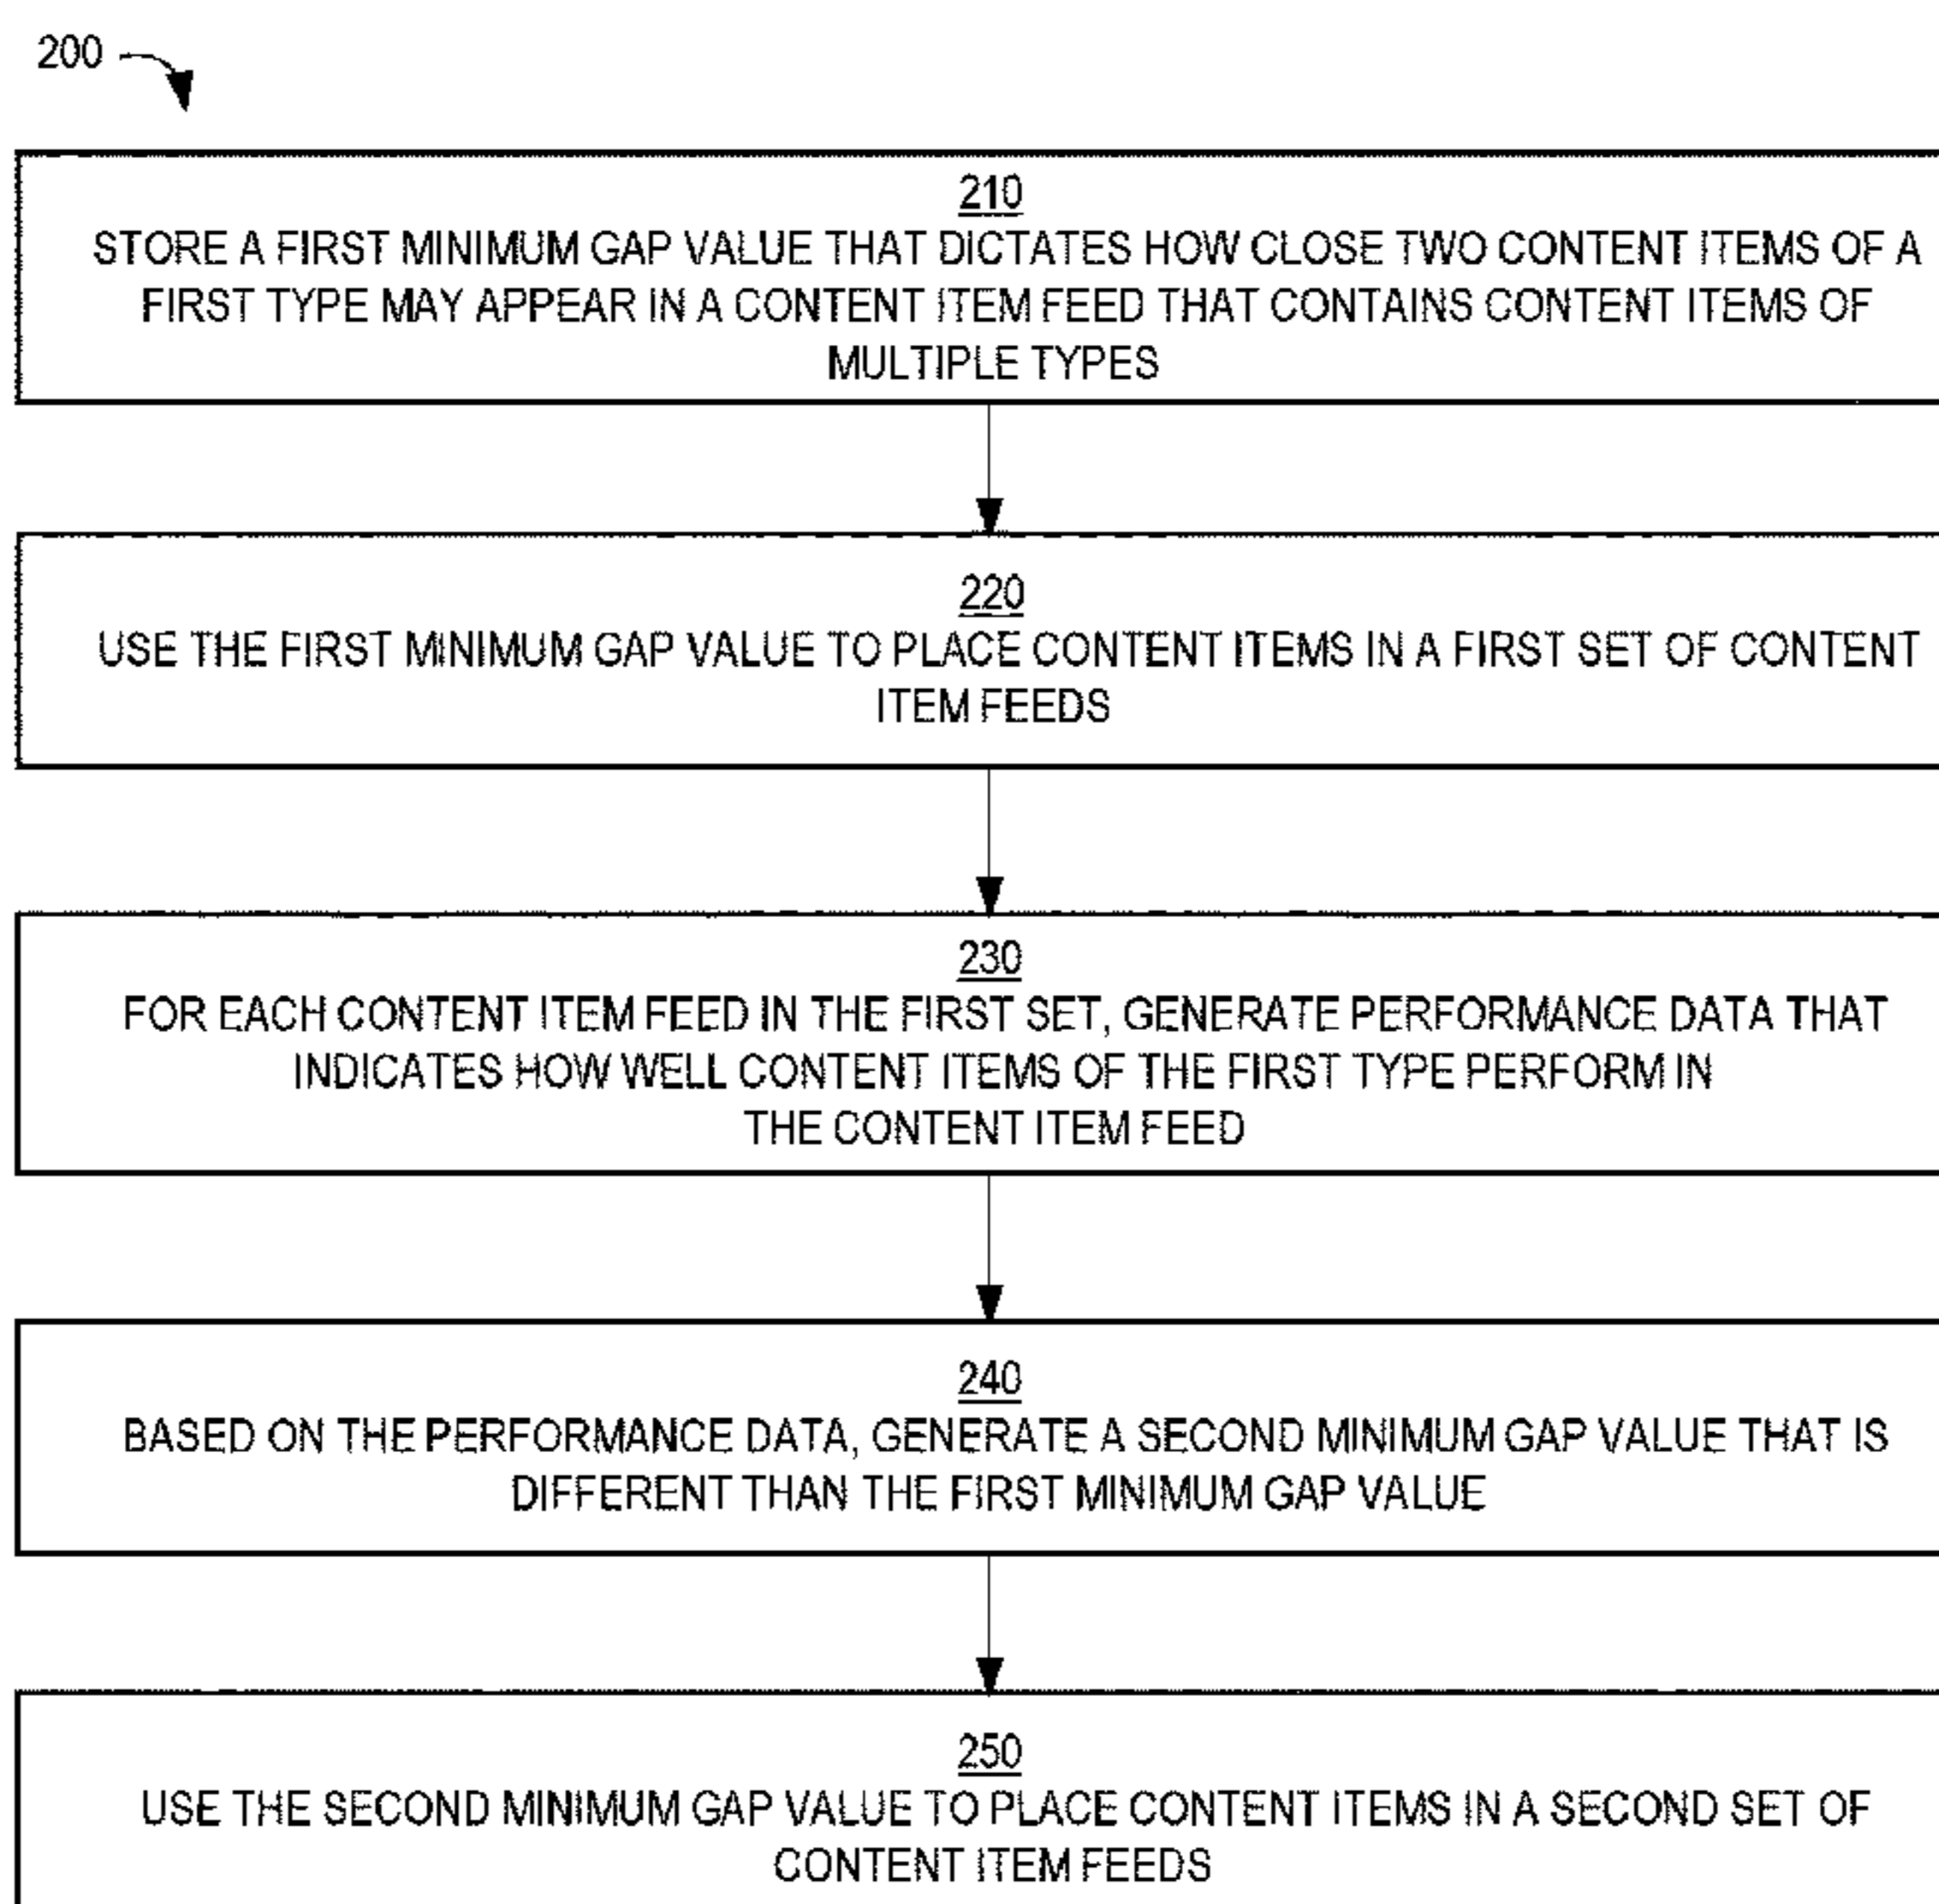 200
210
STORE A FIRST MINIMUM GAP VALUE THAT DICTATES HOW CLOSE TWO CONTENT ITEMS OF A
FIRST TYPE MAY APPEAR IN A CONTENT ITEM FEED THAT CONTAINS CONTENT ITEMS OF
MULTIPLE TYPES
220
USE THE FIRST MINIMUM GAP VALUE TO PLACE CONTENT ITEMS IN A FIRST SET OF CONTENT
ITEM FEEDS
230
FOR EACH CONTENT ITEM FEED IN THE FIRST SET, GENERATE PERFORMANCE DATA THAT
INDICATES HOW WELL CONTENT ITEMS OF THE FIRST TYPE PERFORM IN
THE CONTENT ITEM FEED
240
BASED ON THE PERFORMANCE DATA, GENERATE A SECOND MINIMUM GAP VALUE THAT IS
DIFFERENT THAN THE FIRST MINIMUM GAP VALUE
250
USE THE SECOND MINIMUM GAP VALUE TO PLACE CONTENT ITEMS IN A SECOND SET OF
CONTENT ITEM FEEDS